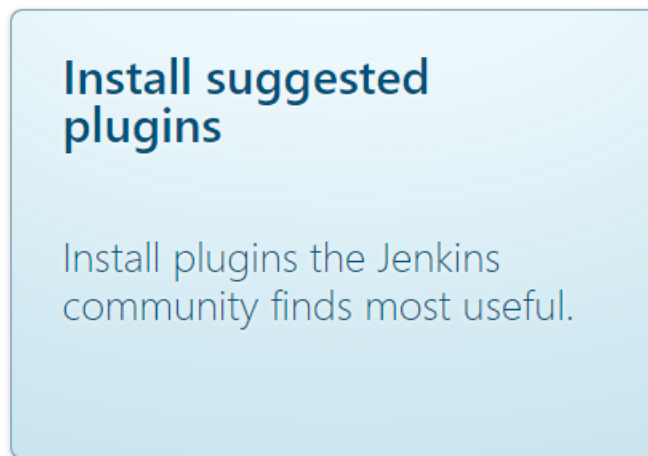 Install suggested
plugins
Install plugins the Jenkins
community finds most useful.